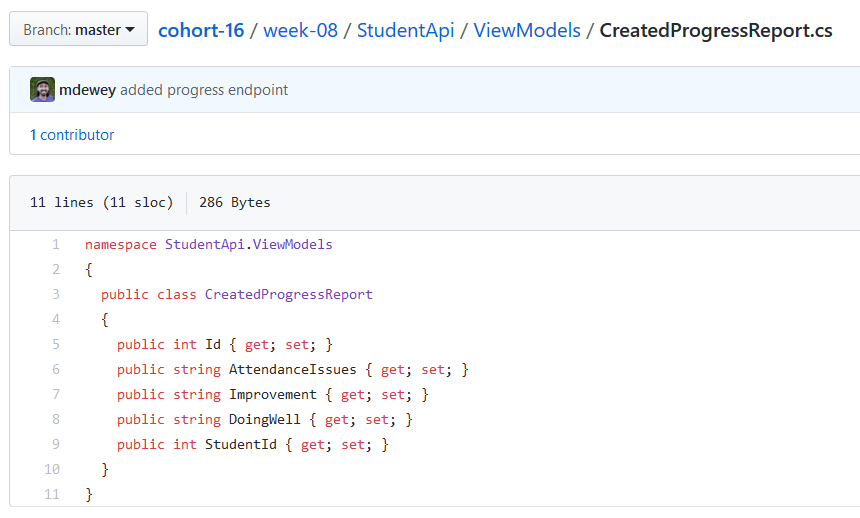 Branch: master cohort-16 / week-08 / StudentApi / ViewModels / CreatedProgressReport.cs
mdewey added progress endpoint
1 contributor
11 lines (11 sloc) 286 Bytes
1 namespace StudentApi.ViewModels
2 {
3 public class CreatedProgressReport
4 {
5 public int Id { get; set; }
6 public string AttendanceIssues { get; set; }
7 public string Improvement { get; set; }
8 public string DoingWell { get; set; }
9 public int StudentId { get; set; }
10 }
11 }